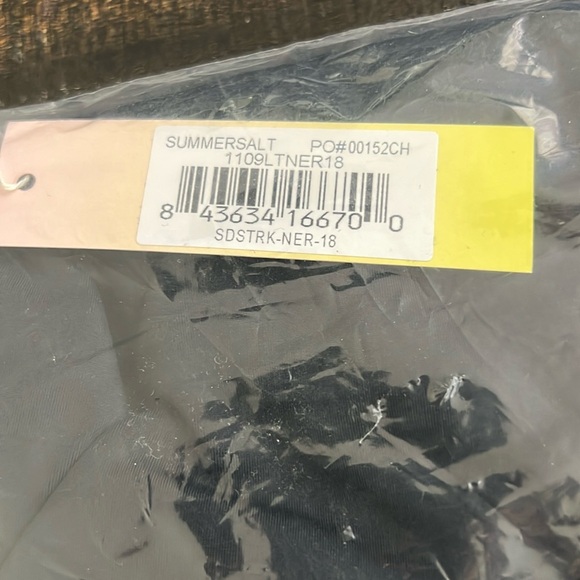 SUMMERSALT PO#00152CH
1109LTNER18
8 43634 16670 0
SDSTRK-NER-18